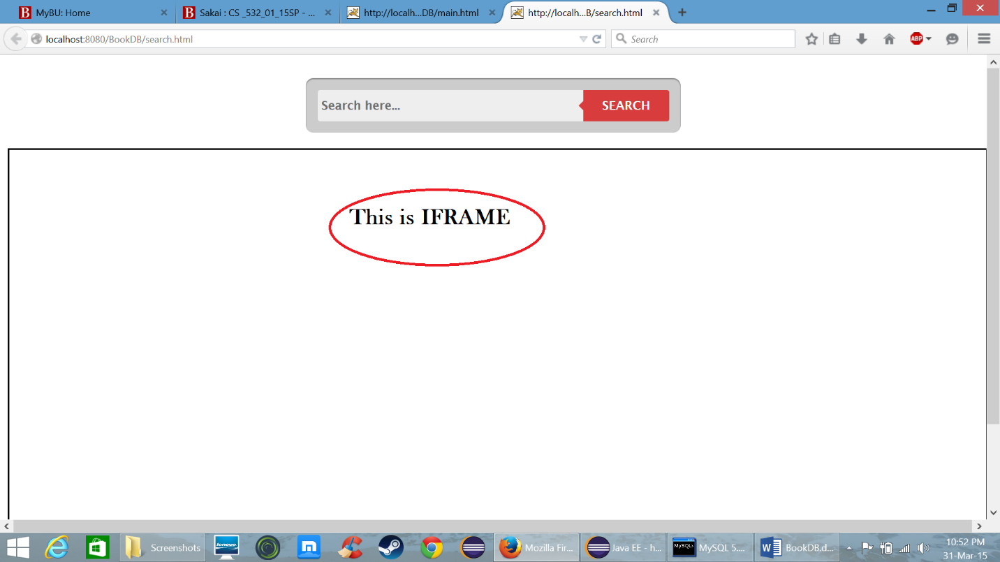 MyBU: Home
Sakai : CS _532_01_15SP - ...
http://localh...DB/main.html
http://localh...B/search.html
localhost:8080/BookDB/search.html
Search
ABP
Search here...
SEARCH
This is IFRAME
lenovo
Screenshots
Mozilla Fir...
Java EE - h...
MySQL>
MySQL 5....
BookDB.d...
10:52 PM
31-Mar-15